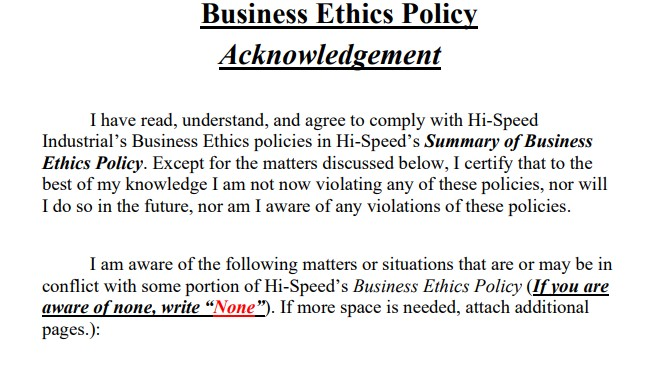 Business Ethics Policy
Acknowledgement
I have read, understand, and agree to comply with Hi-Speed
Industrial’s Business Ethics policies in Hi-Speed’s Summary of Business
Ethics Policy. Except for the matters discussed below, I certify that to the
best of my knowledge I am not now violating any of these policies, nor will
I do so in the future, nor am I aware of any violations of these policies.
I am aware of the following matters or situations that are or may be in
conflict with some portion of Hi-Speed’s Business Ethics Policy (If you are
aware of none, write “None”). If more space is needed, attach additional
pages.):